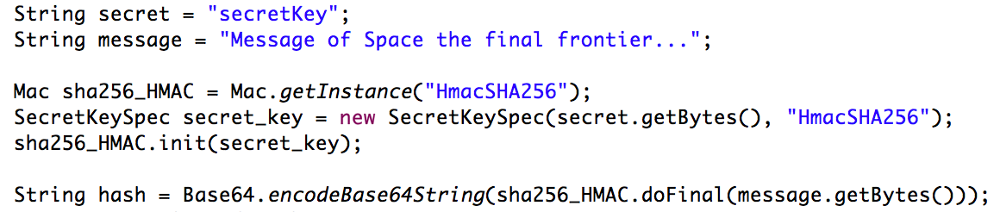 String secret = "secretKey";
String message = "Message of Space the final frontier...";
Mac sha256_HMAC = Mac.getInstance("HmacSHA256");
SecretKeySpec secret_key = new SecretKeySpec(secret.getBytes(), "HmacSHA256");
sha256_HMAC.init(secret_key);
String hash = Base64.encodeBase64String(sha256_HMAC.doFinal(message.getBytes()));